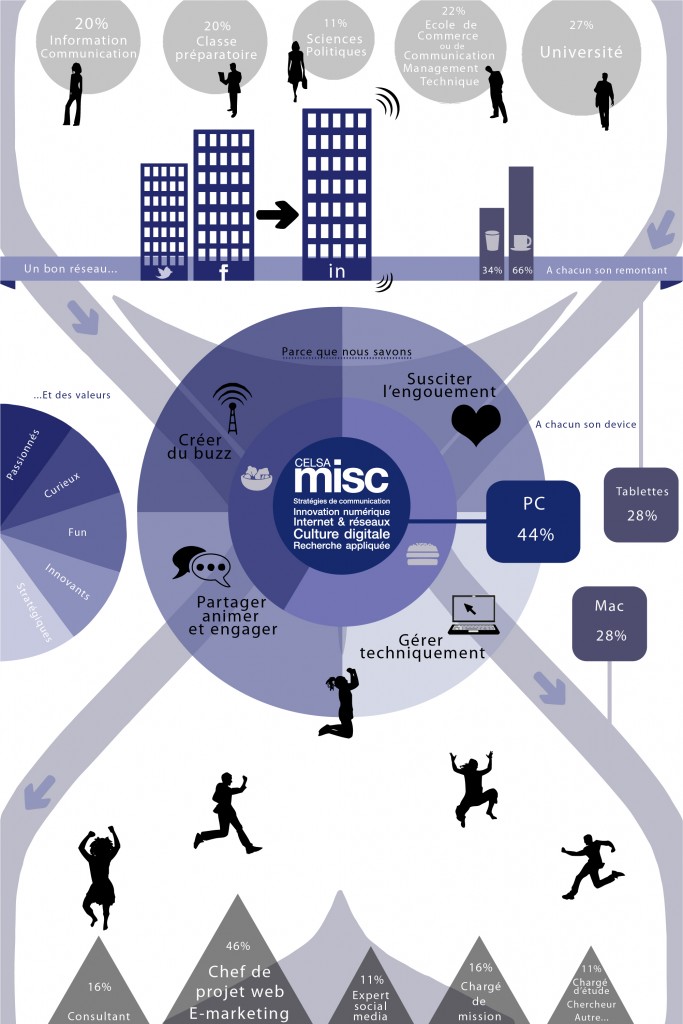 20%
Information
Communication
20%
Classe
préparatoire
11%
Sciences
Politiques
22%
Ecole de
Commerce
ou de
Communication
Management
Technique
27%
Université
Un bon réseau...
f
in
34%
66%
A chacun son remontant
Parce que nous savons
Susciter
l'engouement
Créer
du buzz
...Et des valeurs
A chacun son device
Passionnés
Curieux
Fun
Innovants
Stratégiques
CELSA
misc
Stratégies de communication
Innovation numérique
Internet & réseaux
Culture digitale
Recherche appliquée
PC
44%
Tablettes
28%
Mac
28%
Partager
animer
et engager
Gérer
techniquement
16%
Consultant
46%
Chef de
projet web
E-marketing
11%
Expert
social
media
16%
Chargé
de
mission
11%
Chargé
d'étude
Chercheur
Autre...